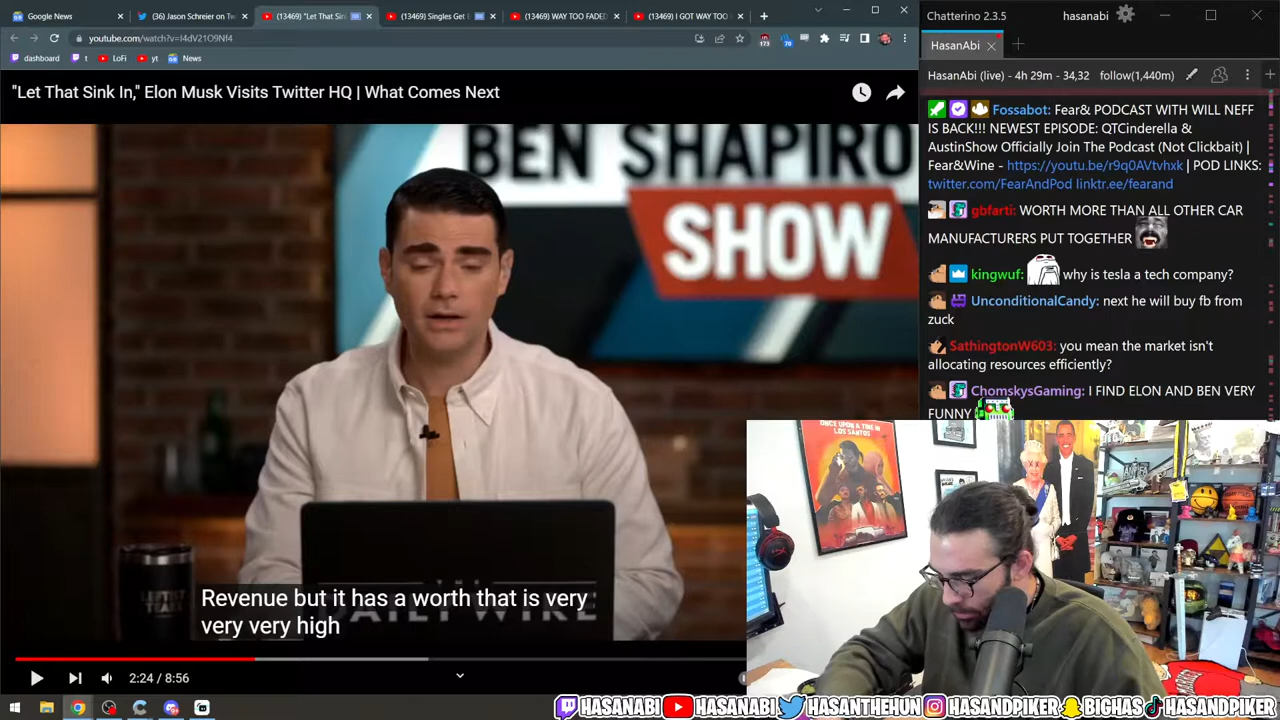 Google News
(36) Jason Schreier on Tw
(13469) "Let That Sin
(13469) Singles Get
(13469) WAY TOO FADED
(13469) I GOT WAY TOO
youtube.com/watch?v=I4dV21O9Nf4
173
70
dashboard
t
LoFi
yt
News
"Let That Sink In," Elon Musk Visits Twitter HQ | What Comes Next
BEN SHAPIRO
SHOW
LEFTIST
TEARS
Revenue but it has a worth that is very
very very high
2:24 / 8:56
Chatterino 2.3.5
hasanabi
HasanAbi
HasanAbi (live) - 4h 29m - 34,32
follow(1,440m)
Fossabot: Fear& PODCAST WITH WILL NEFF
IS BACK!!! NEWEST EPISODE: QTCinderella &
AustinShow Officially Join The Podcast (Not Clickbait) |
Fear&Wine - https://youtu.be/r9q0AVtvhxk | POD LINKS:
twitter.com/FearAndPod linktr.ee/fearand
gbfarti: WORTH MORE THAN ALL OTHER CAR
MANUFACTURERS PUT TOGETHER
kingwuf: why is tesla a tech company?
UnconditionalCandy: next he will buy fb from
zuck
SathingtonW603: you mean the market isn't
allocating resources efficiently?
ChomskysGaming: I FIND ELON AND BEN VERY
FUNNY
ONCE UPON A TIME IN
LOS SANTOS
HASANABI
HASANABI
HASANTHEHUN
HASANDPIKER
BIGHAS
HASANDPIKER